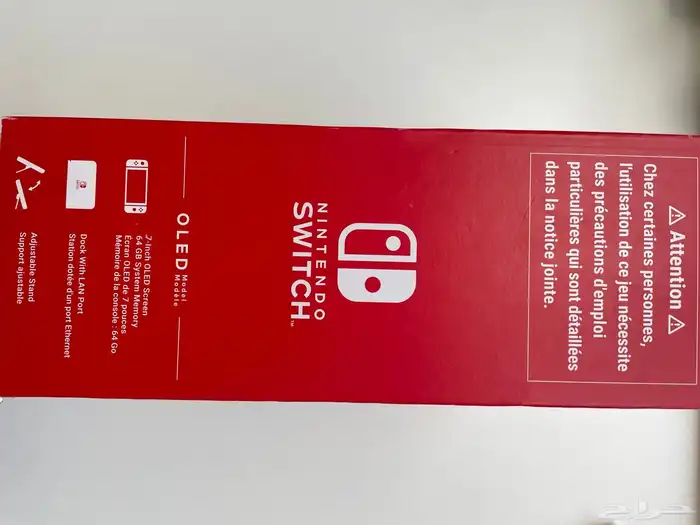 ⚠ Attention ⚠
Chez certaines personnes,
l'utilisation de ce jeu nécessite
des précautions d'emploi
particulières qui sont détaillées
dans la notice jointe.
NINTENDO
SWITCH™
OLED Model
Modèle
7-inch OLED Screen
64 GB System Memory
Écran OLED de 7 pouces
Mémoire de la console : 64 Go
Dock With LAN Port
Station dotée d'un port Ethernet
Adjustable Stand
Support ajustable
حراج